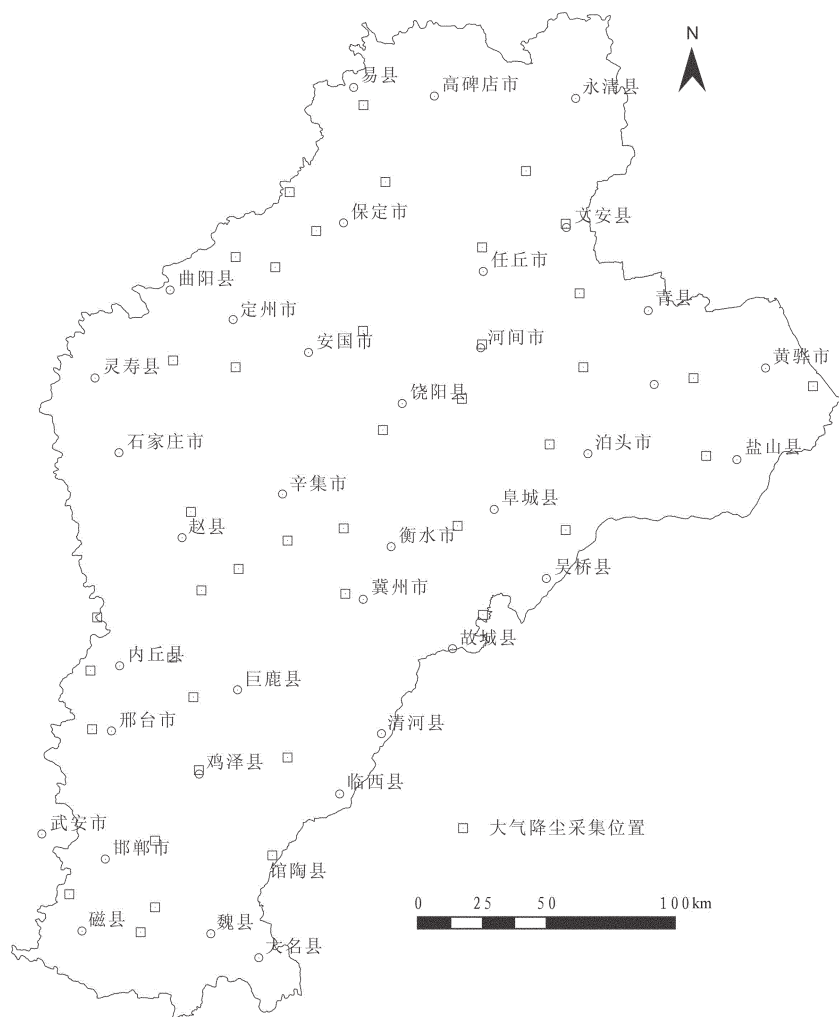 N
易县
高碑店市
永清县
保定市
文安县
任丘市
曲阳县
青县
定州市
安国市
河间市
黄骅市
灵寿县
饶阳县
石家庄市
泊头市
盐山县
辛集市
阜城县
赵县
衡水市
吴桥县
冀州市
故城县
内丘县
巨鹿县
邢台市
清河县
鸡泽县
临西县
武安市
大气降尘采集位置
邯郸市
馆陶县
0 25 50 100km
磁县
魏县
大名县